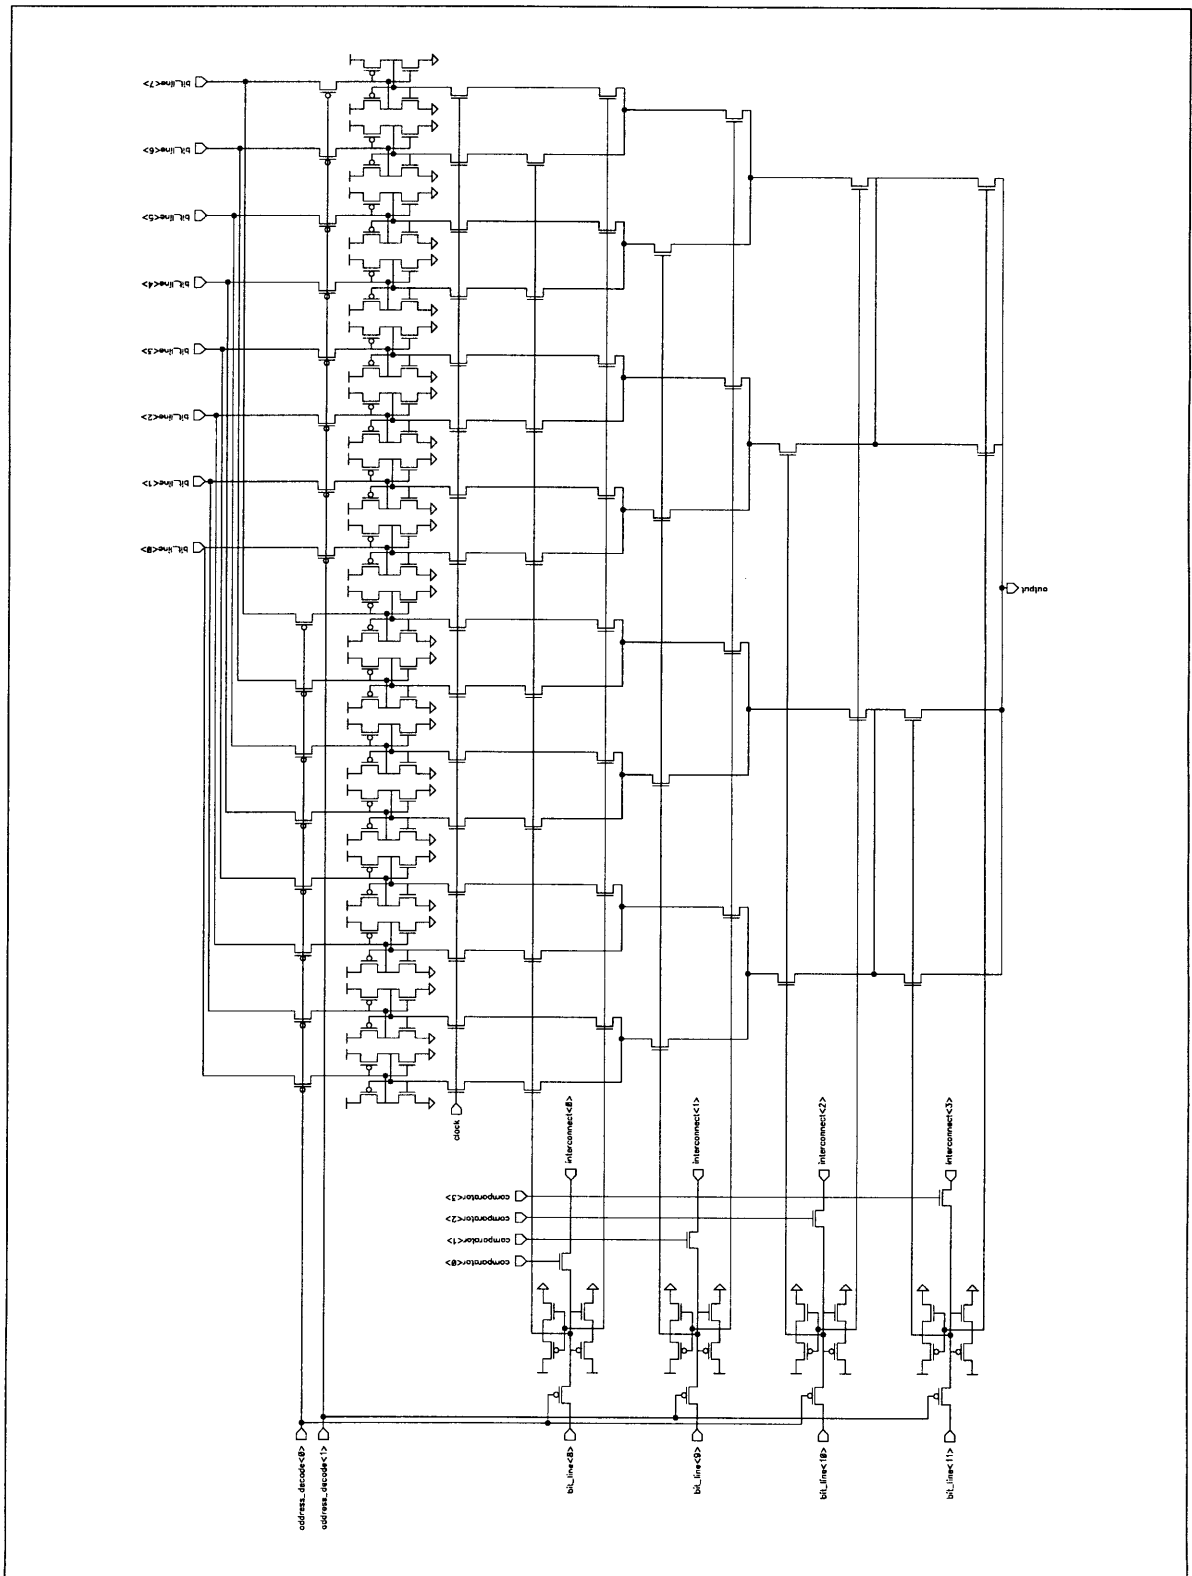 bit_line<7>
bit_line<6>
bit_line<5>
bit_line<4>
bit_line<3>
bit_line<2>
bit_line<1>
bit_line<0>
output
clock
interconnect<0>
interconnect<1>
interconnect<2>
interconnect<3>
comparator<3>
comparator<2>
comparator<1>
comparator<0>
address_decode<0>
address_decode<1>
bit_line<8>
bit_line<9>
bit_line<10>
bit_line<11>